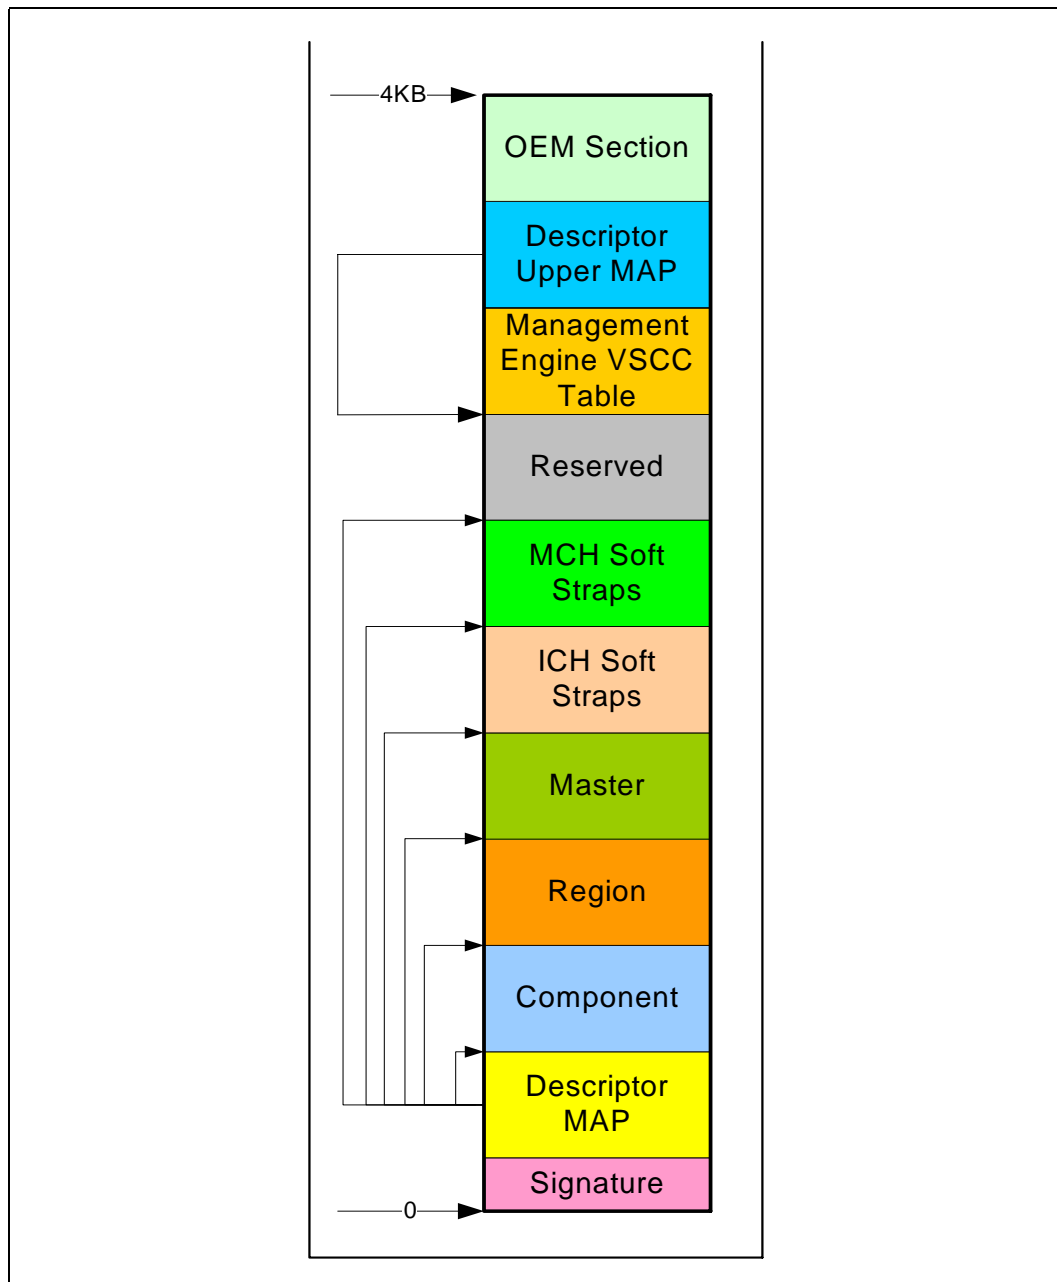 4KB
OEM Section
Descriptor
Upper MAP
Management
Engine VSCC
Table
Reserved
MCH Soft
Straps
ICH Soft
Straps
Master
Region
Component
Descriptor
MAP
Signature
0